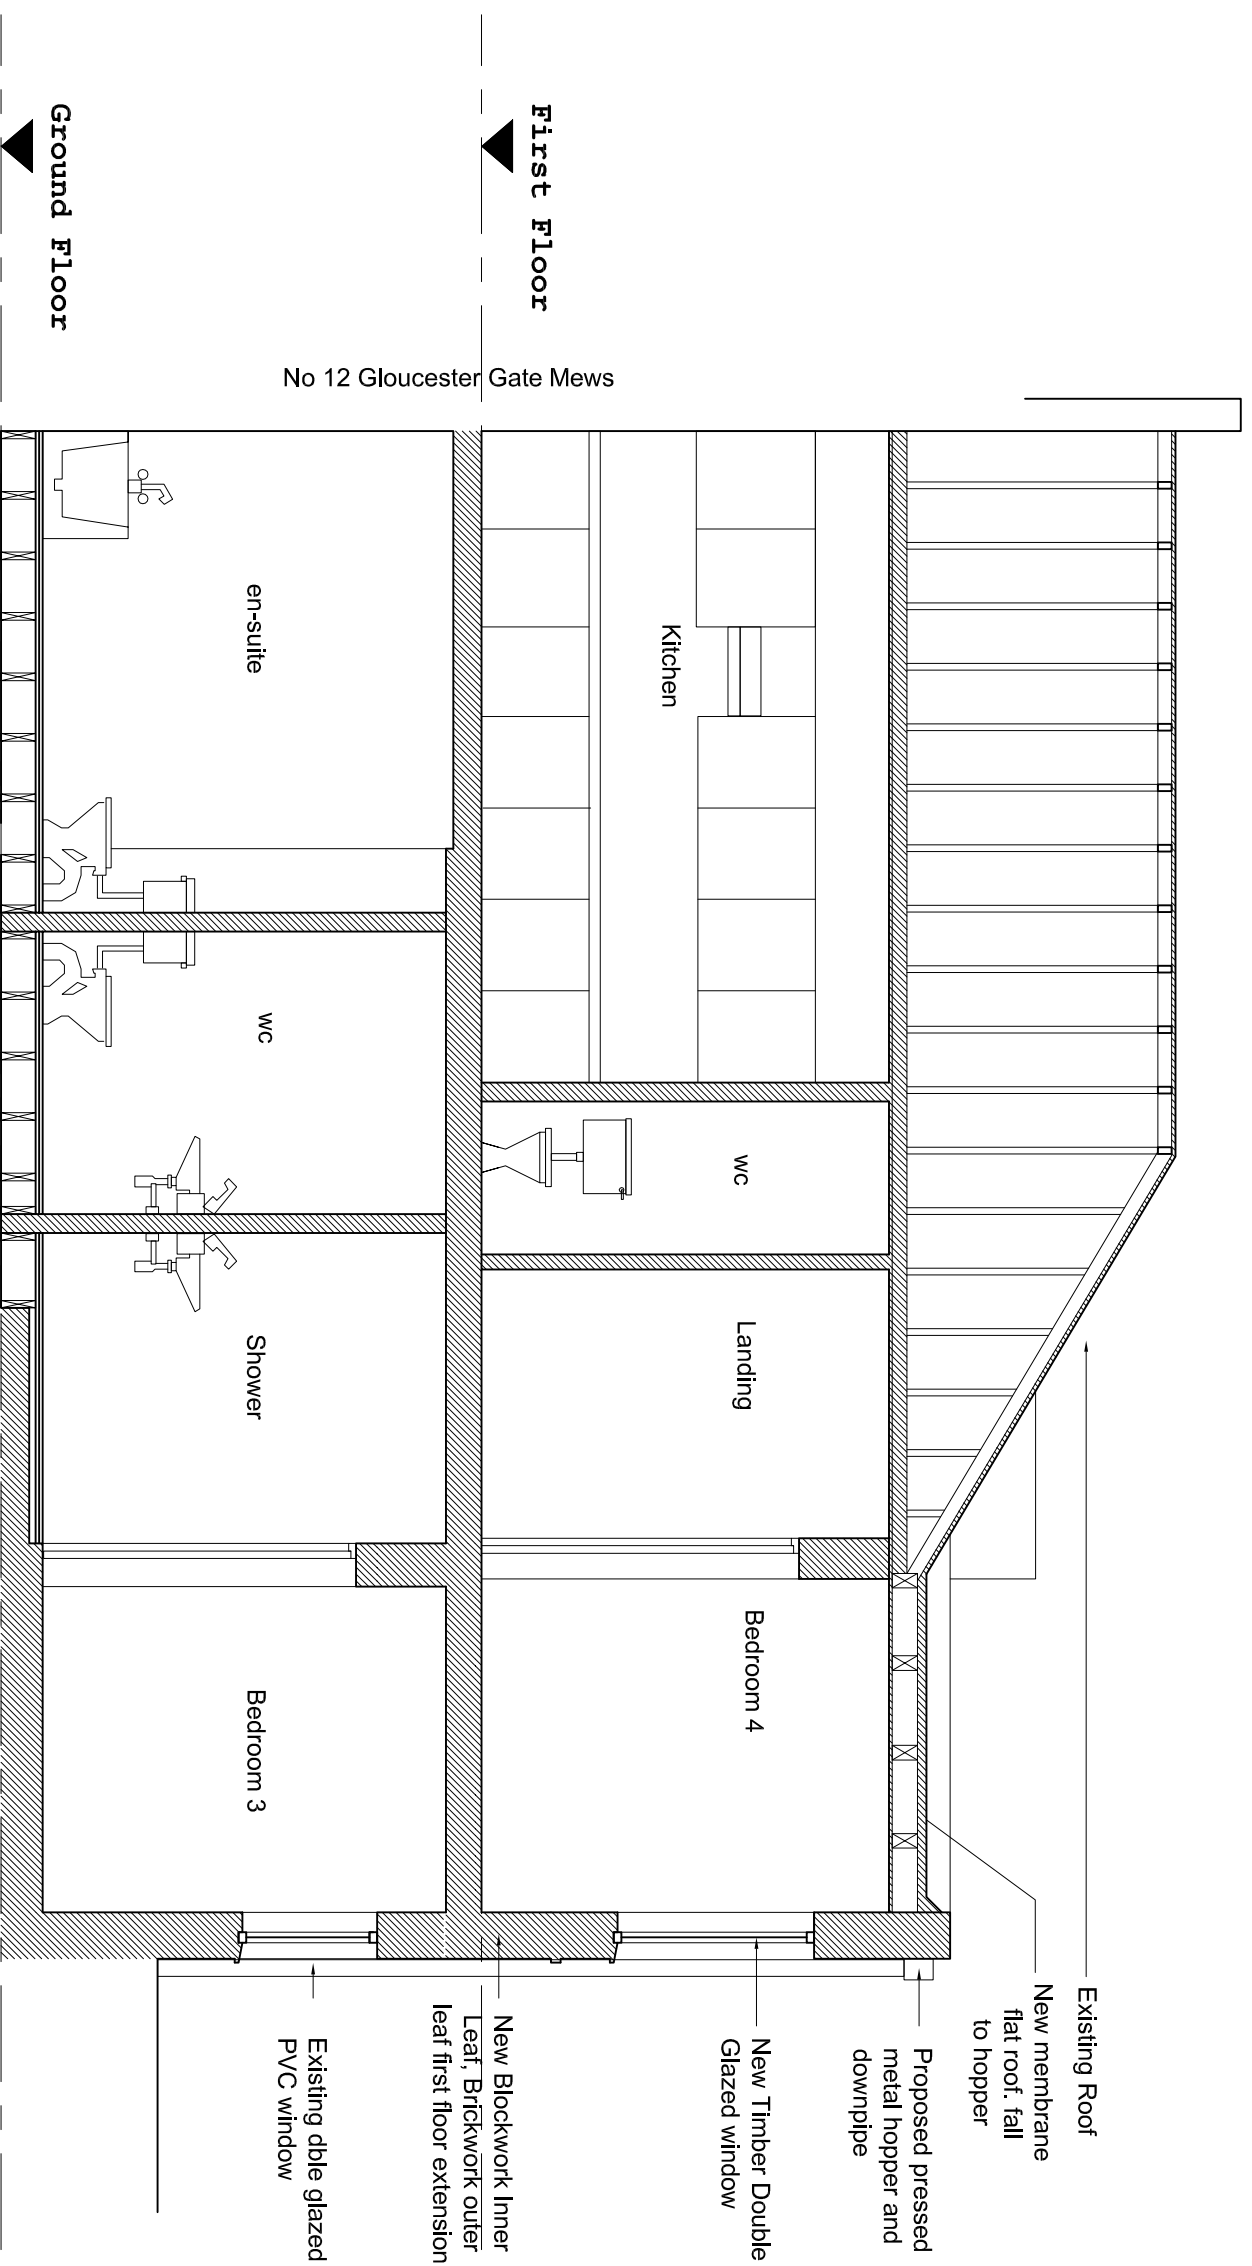 Existing Roof
New membrane
flat roof. fall
to hopper
Proposed pressed
metal hopper and
downpipe
New Timber Double
Glazed window
New Blockwork Inner
Leaf, Brickwork outer
leaf first floor extension
Existing dble glazed
PVC window
First Floor
Kitchen
wc
Landing
Bedroom 4
Ground Floor
en-suite
wc
Shower
Bedroom 3
No 12 Gloucester Gate Mews